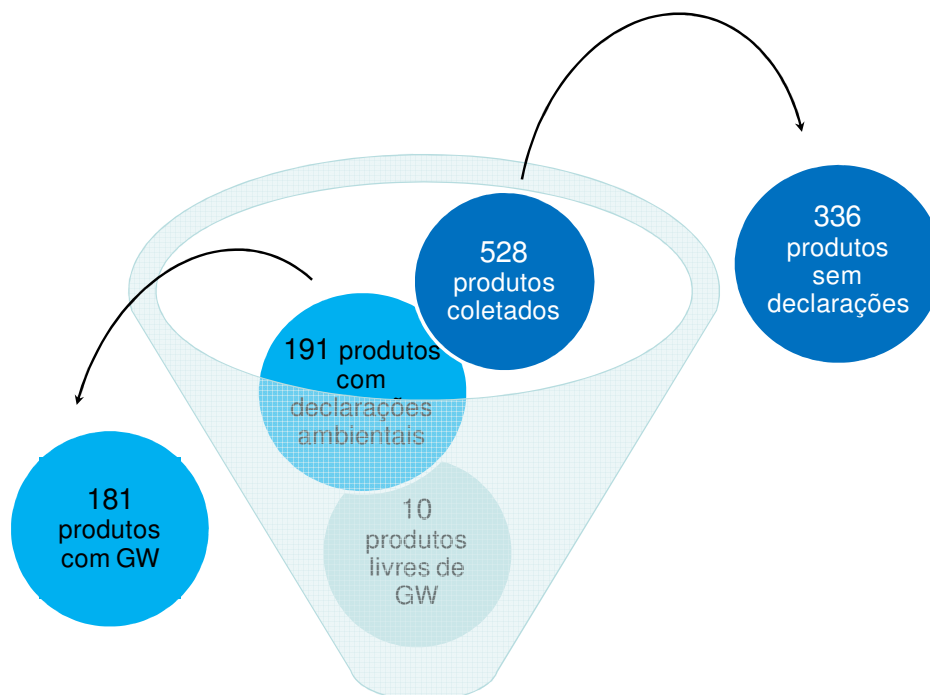 528
produtos
coletados
336
produtos
sem
declarações
191 produtos
com
declarações
ambientais
181
produtos
com GW
10
produtos
livres de
GW